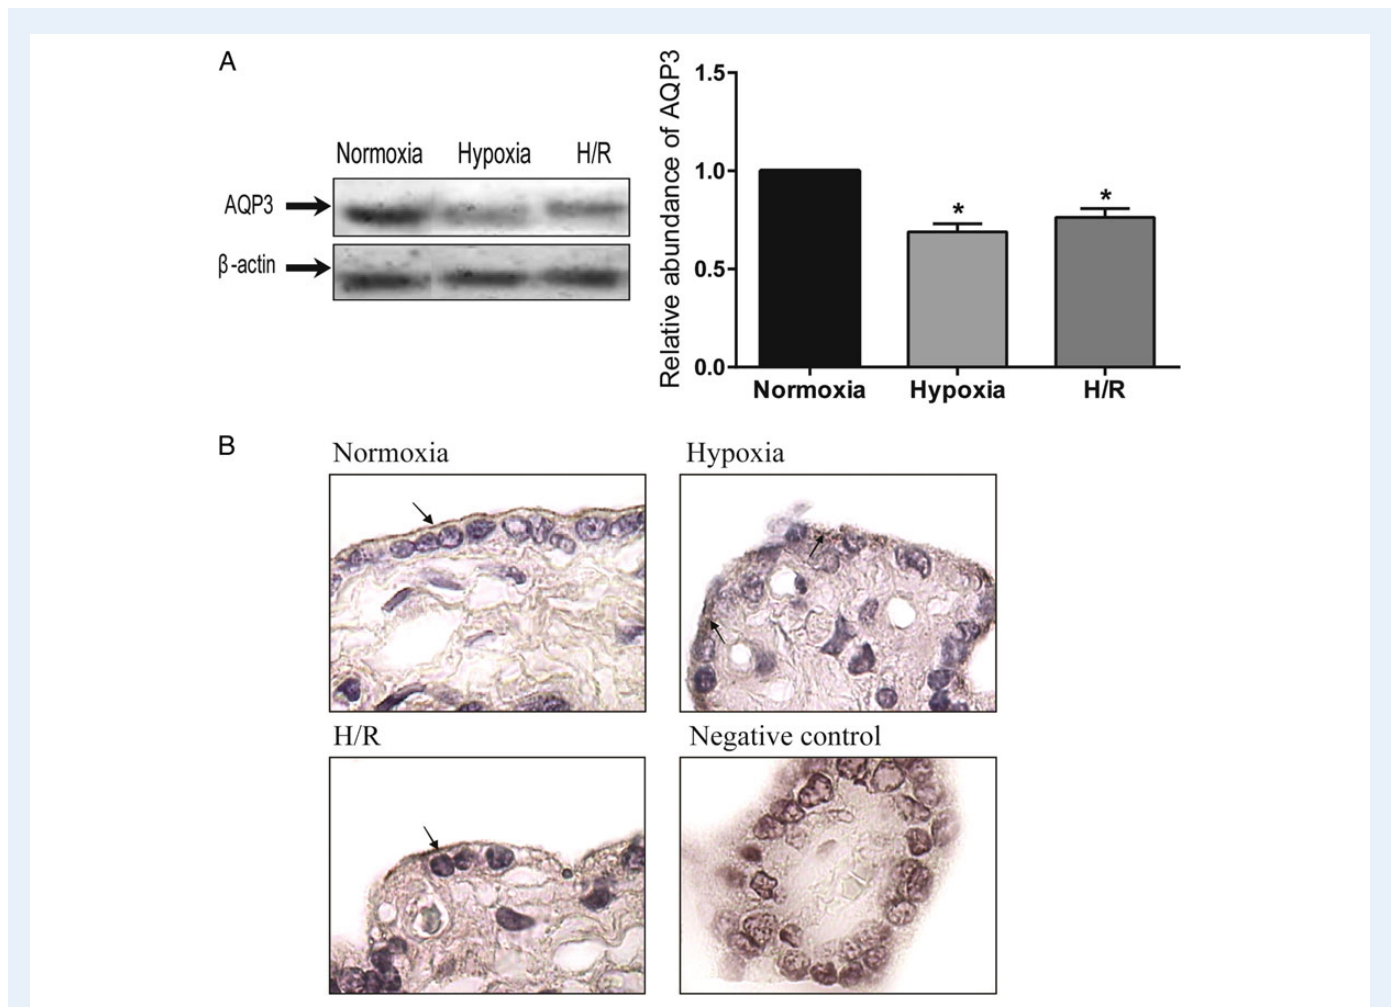 A
Normoxia Hypoxia H/R
AQP3
β-actin
Relative abundance of AQP3
1.5
1.0
0.5
0.0
* *
Normoxia Hypoxia H/R
B
Normoxia Hypoxia
H/R Negative control